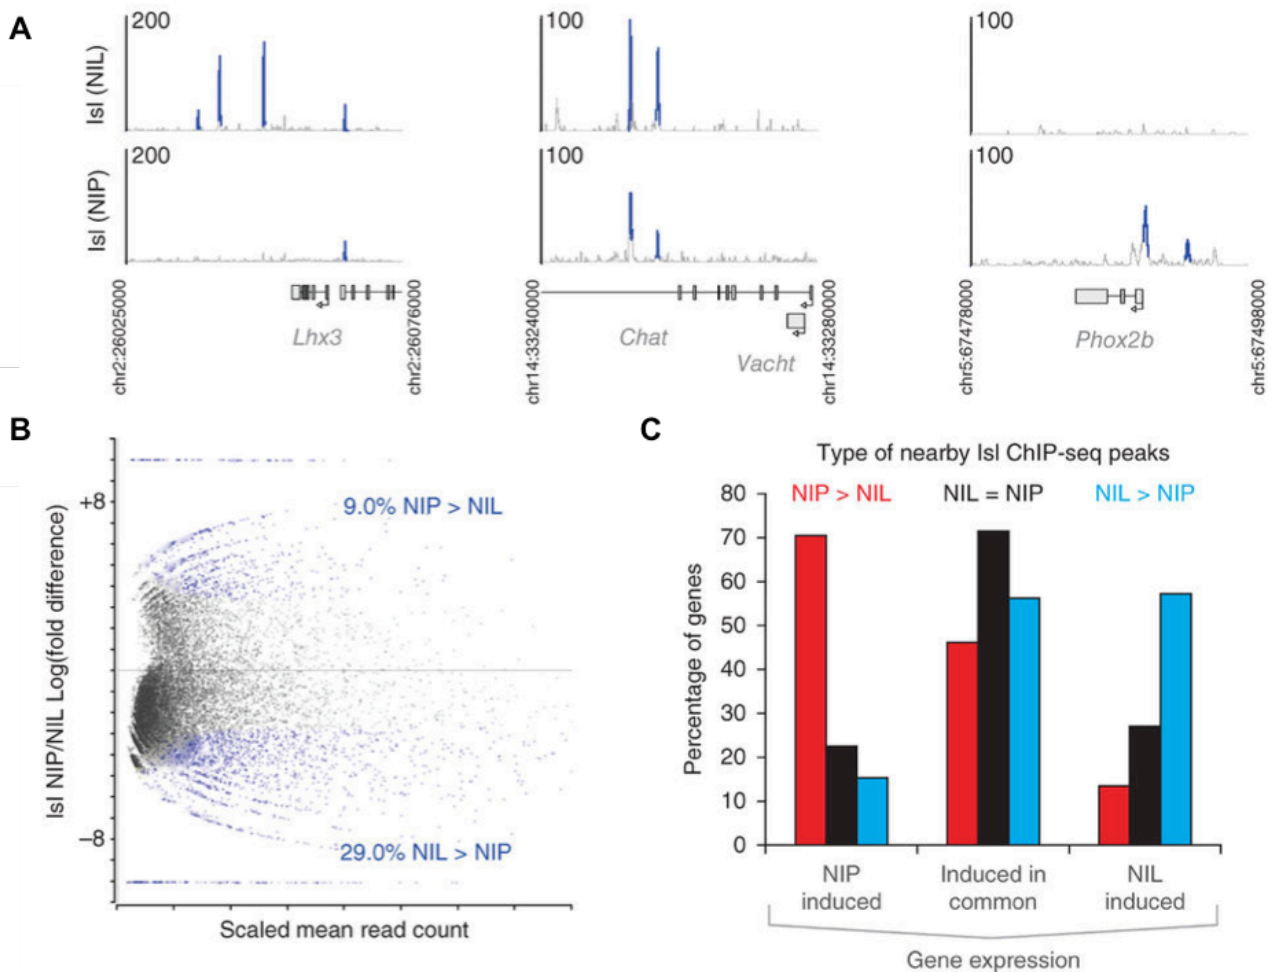 A
200
100
100
Isl (NIL)
200
100
100
Isl (NIP)
chr2:26025000
Lhx3
chr2:26076000
chr14:33240000
Chat
Vacht
chr14:33280000
chr5:67478000
Phox2b
chr5:67498000
B
Isl NIP/NIL Log(fold difference)
+8
9.0% NIP > NIL
−8
29.0% NIL > NIP
Scaled mean read count
C
Type of nearby Isl ChIP-seq peaks
NIP > NIL
NIL = NIP
NIL > NIP
Percentage of genes
80
70
60
50
40
30
20
10
0
NIP
induced
Induced in
common
NIL
induced
Gene expression